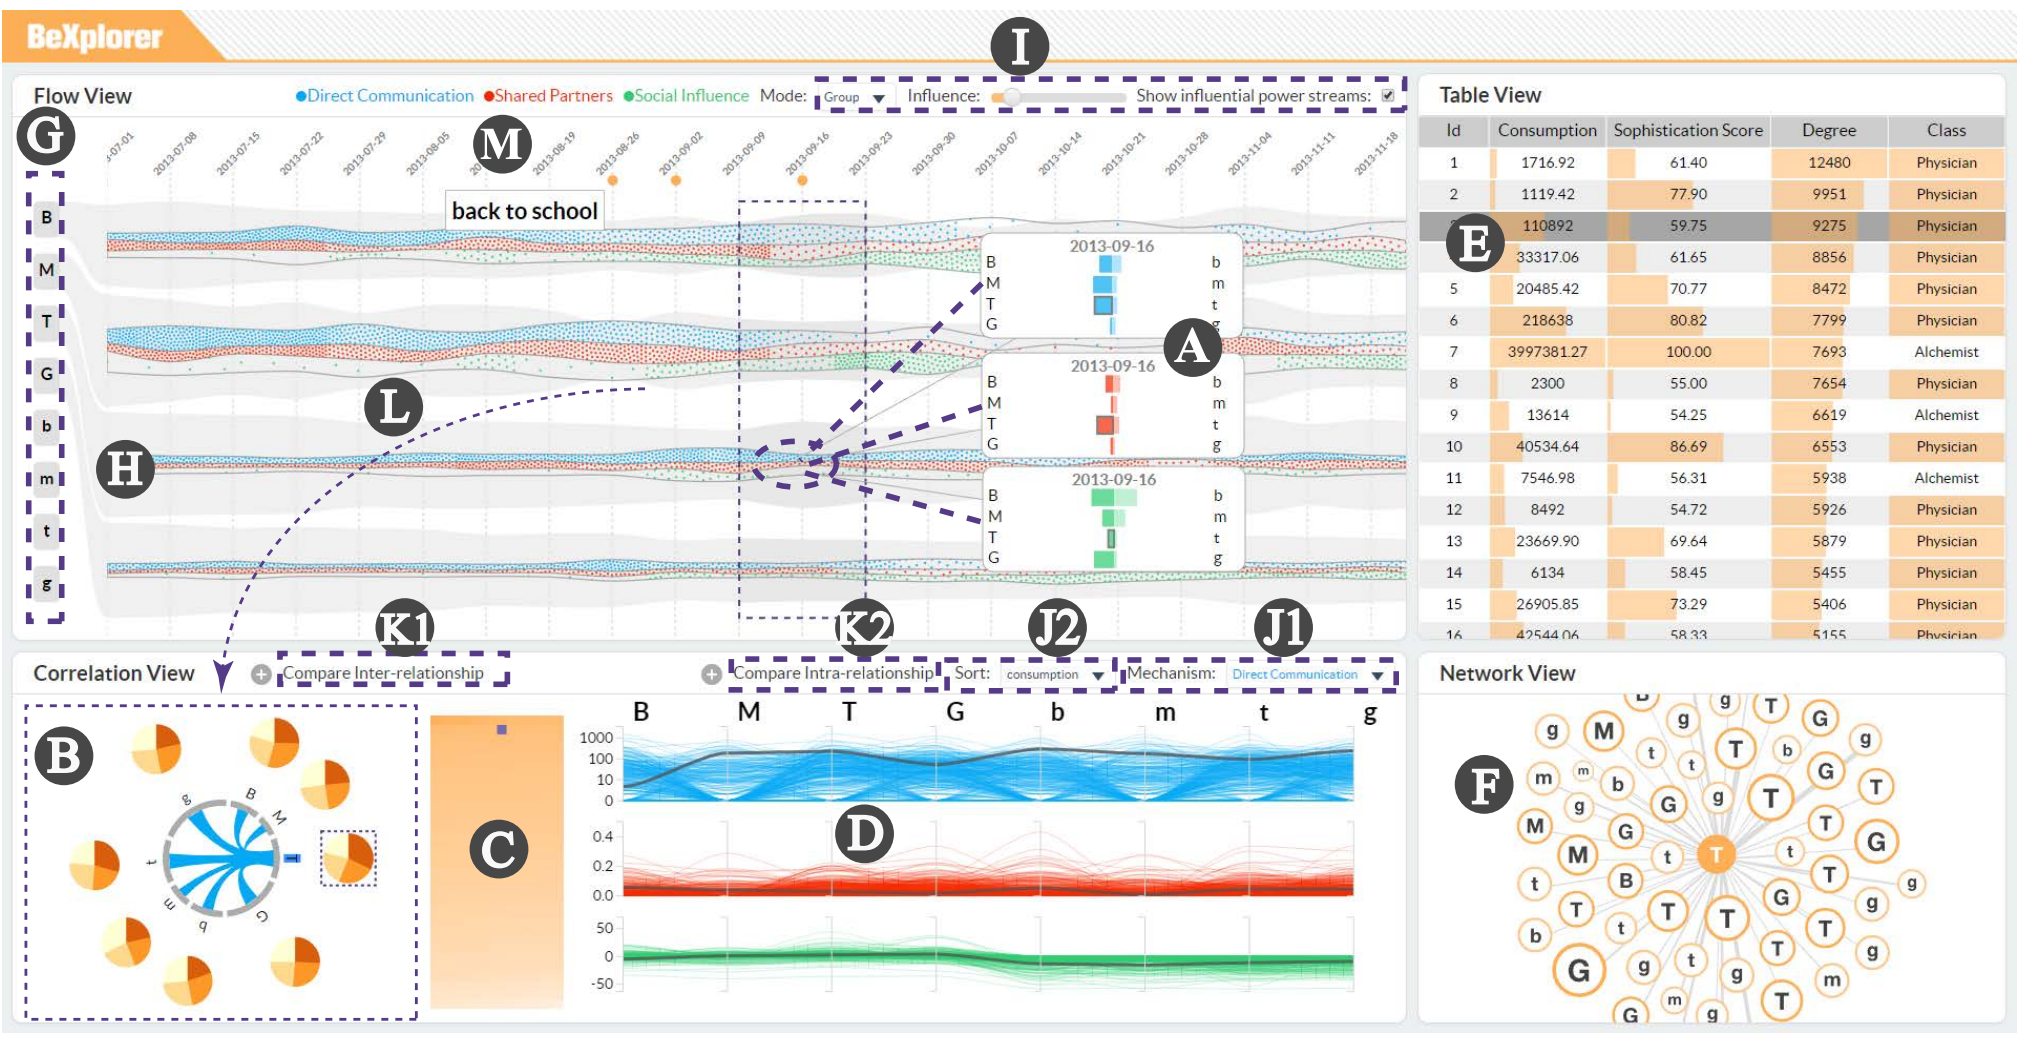 BeXplorer
I
Flow View
Direct Communication Shared Partners Social Influence Mode: Group Influence: Show influential power streams:
G
M
-07-01 2013-07-08 2013-07-15 2013-07-22 2013-07-29 2013-08-05 2013-08-19 2013-08-26 2013-09-02 2013-09-09 2013-09-16 2013-09-23 2013-09-30 2013-10-07 2013-10-14 2013-10-21 2013-10-28 2013-11-04 2013-11-11 2013-11-18
back to school
B
M
T
G
b
m
t
g
H
L
A
2013-09-16
B b
M m
T t
G g
2013-09-16
B b
M m
T t
G g
2013-09-16
B b
M m
T t
G g
K1
K2
J2
J1
Table View
Id Consumption Sophistication Score Degree Class
1 1716.92 61.40 12480 Physician
2 1119.42 77.90 9951 Physician
110892 59.75 9275 Physician
E
33317.06 61.65 8856 Physician
5 20485.42 70.77 8472 Physician
6 218638 80.82 7799 Physician
7 3997381.27 100.00 7693 Alchemist
8 2300 55.00 7654 Physician
9 13614 54.25 6619 Alchemist
10 40534.64 86.69 6553 Physician
11 7546.98 56.31 5938 Alchemist
12 8492 54.72 5926 Physician
13 23669.90 69.64 5879 Physician
14 6134 58.45 5455 Physician
15 26905.85 73.29 5406 Physician
16 42544.06 58.33 5155 Physician
Correlation View
Compare Inter-relationship
Compare Intra-relationship
Sort: consumption
Mechanism: Direct Communication
B
g B M T G b m t
C
B M T G b m t g
1000
100
10
0
D
0.4
0.2
0.0
50
0
-50
Network View
F
B g T
g M g G
t T b g
m m t G
b T T
g G g
M G T G
M t T t
t B T g
T G g
b t T T T
G g t g T g m
G m g T